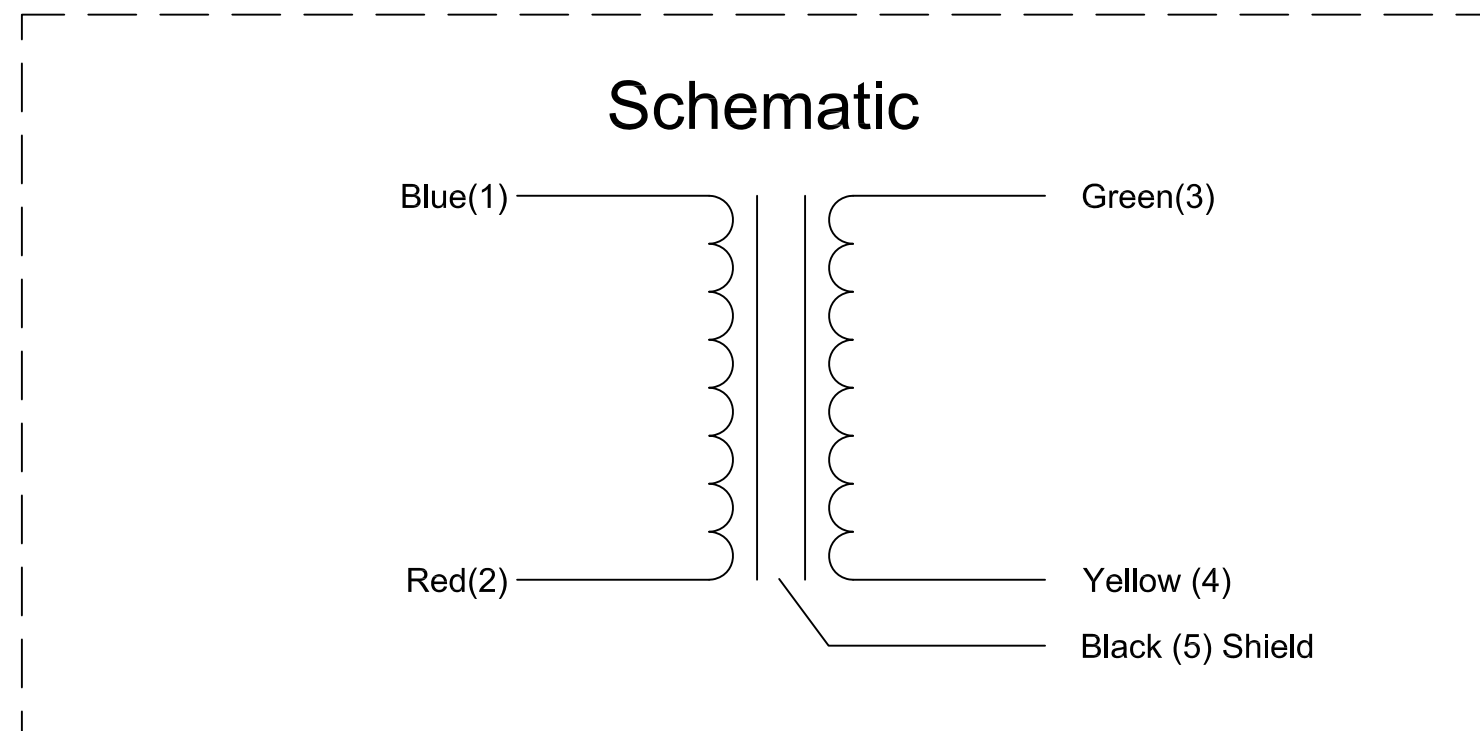 Schematic
Blue(1)
Green(3)
Red(2)
Yellow (4)
Black (5) Shield